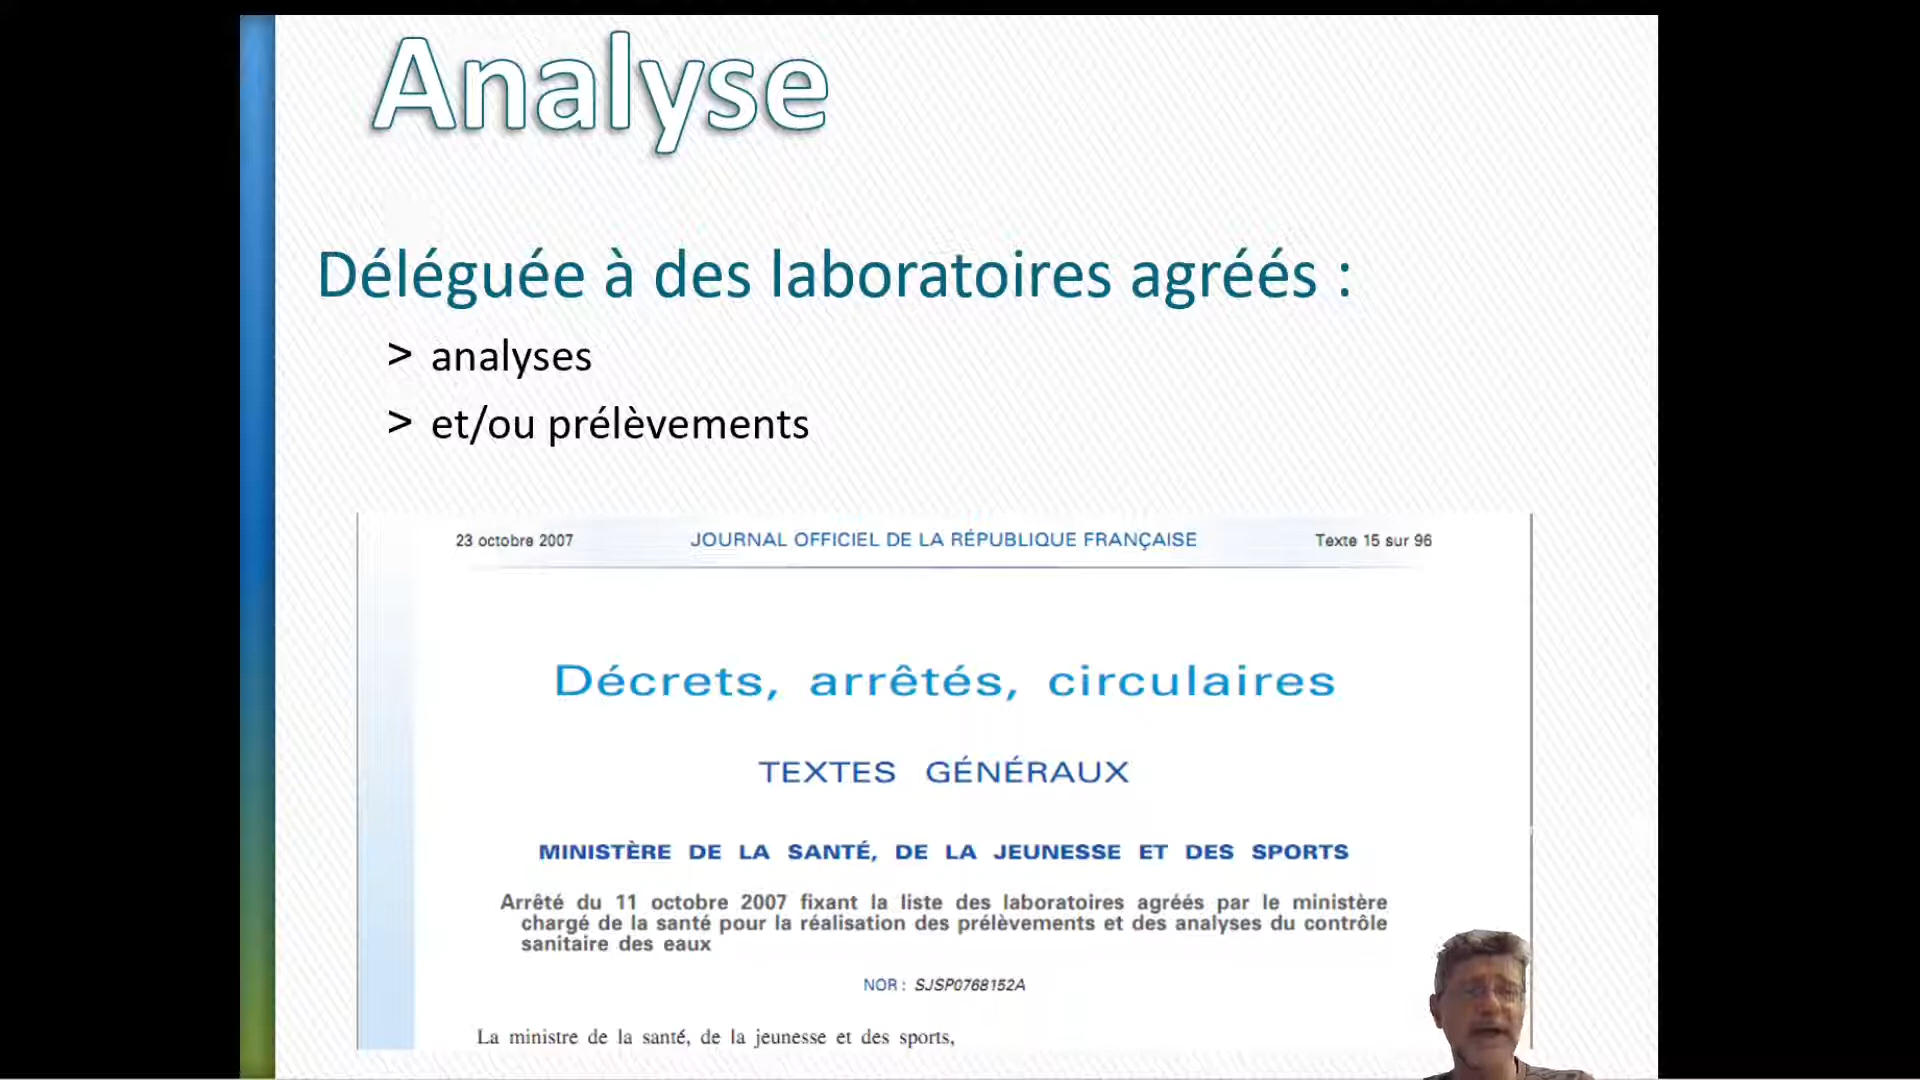 Analyse
Déléguée à des laboratoires agréés :
> analyses
> et/ou prélèvements
23 octobre 2007 JOURNAL OFFICIEL DE LA RÉPUBLIQUE FRANÇAISE Texte 15 sur 96
Décrets, arrêtés, circulaires
TEXTES GÉNÉRAUX
MINISTÈRE DE LA SANTÉ, DE LA JEUNESSE ET DES SPORTS
Arrêté du 11 octobre 2007 fixant la liste des laboratoires agréés par le ministère
chargé de la santé pour la réalisation des prélèvements et des analyses du contrôle
sanitaire des eaux
NOR : SJSP0768152A
La ministre de la santé, de la jeunesse et des sports,